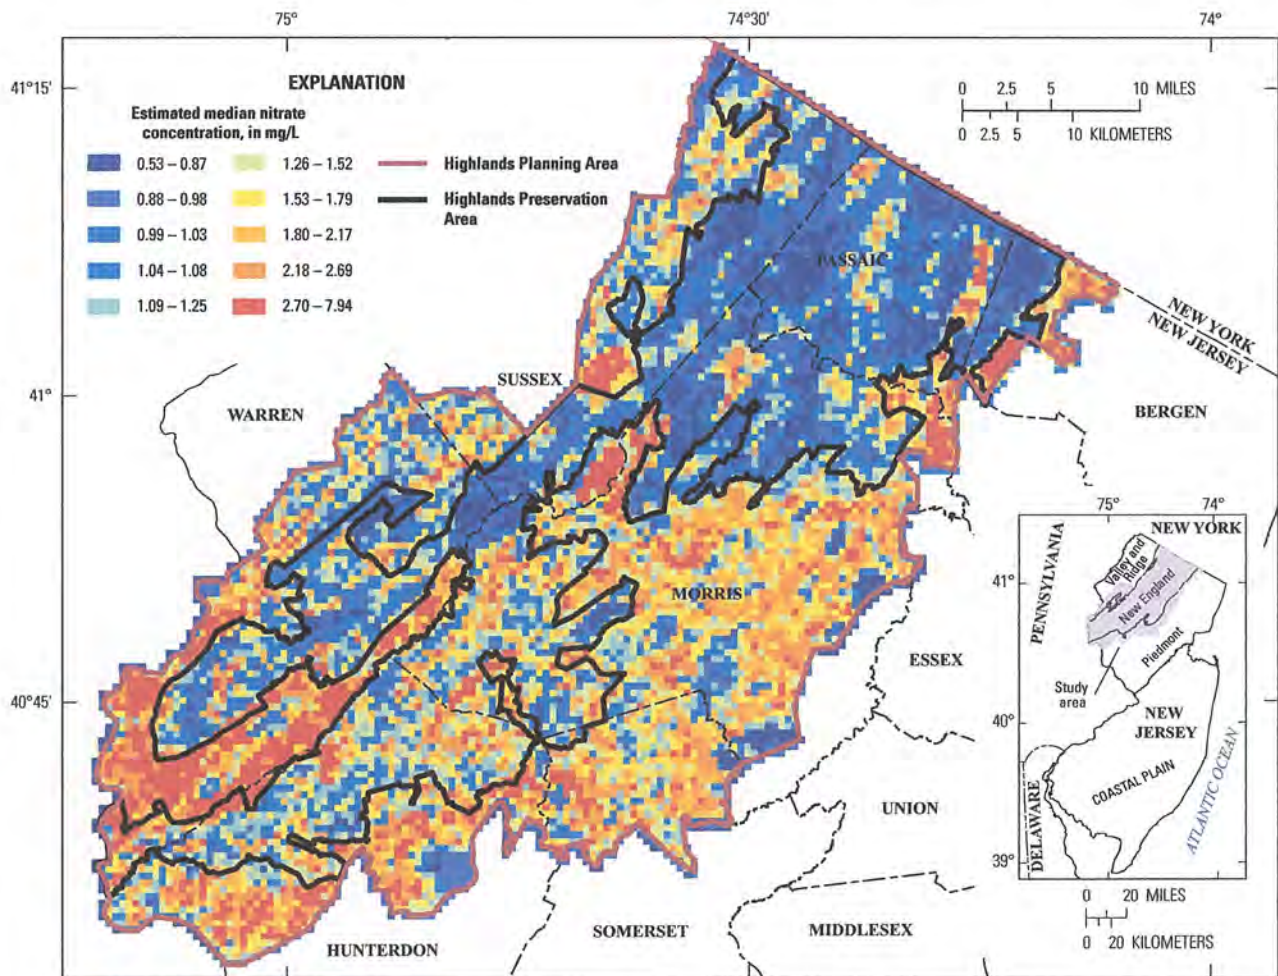 75°
74°30'
74°
41°15'
EXPLANATION
Estimated median nitrate
concentration, in mg/L
0.53 – 0.87
0.88 – 0.98
0.99 – 1.03
1.04 – 1.08
1.09 – 1.25
1.26 – 1.52
1.53 – 1.79
1.80 – 2.17
2.18 – 2.69
2.70 – 7.94
Highlands Planning Area
Highlands Preservation
Area
0 2.5 5 10 MILES
0 2.5 5 10 KILOMETERS
PASSAIC
NEW YORK
NEW JERSEY
SUSSEX
41°
WARREN
BERGEN
MORRIS
ESSEX
40°45'
UNION
SOMERSET
MIDDLESEX
HUNTERDON
75°
74°
NEW YORK
PENNSYLVANIA
Valley and
Ridge
New England
41°
Piedmont
Study
area
40°
NEW
JERSEY
COASTAL PLAIN
ATLANTIC OCEAN
DELAWARE
39°
0 20 MILES
0 20 KILOMETERS